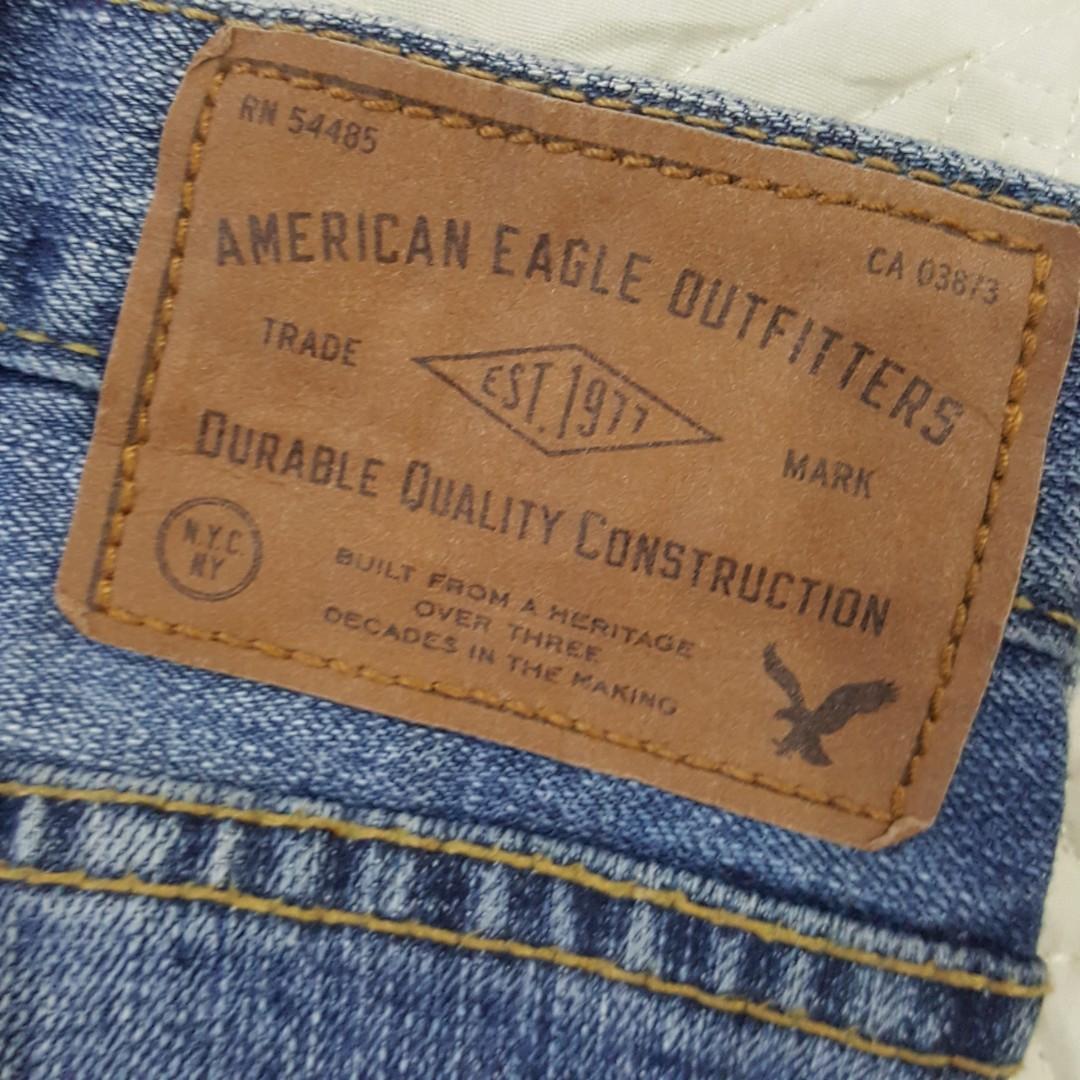 RN 54485
CA 03873
AMERICAN EAGLE OUTFITTERS
TRADE
EST. 1977
MARK
DURABLE QUALITY CONSTRUCTION
N.Y.C.
NY
BUILT FROM A HERITAGE
OVER THREE
DECADES IN THE MAKING